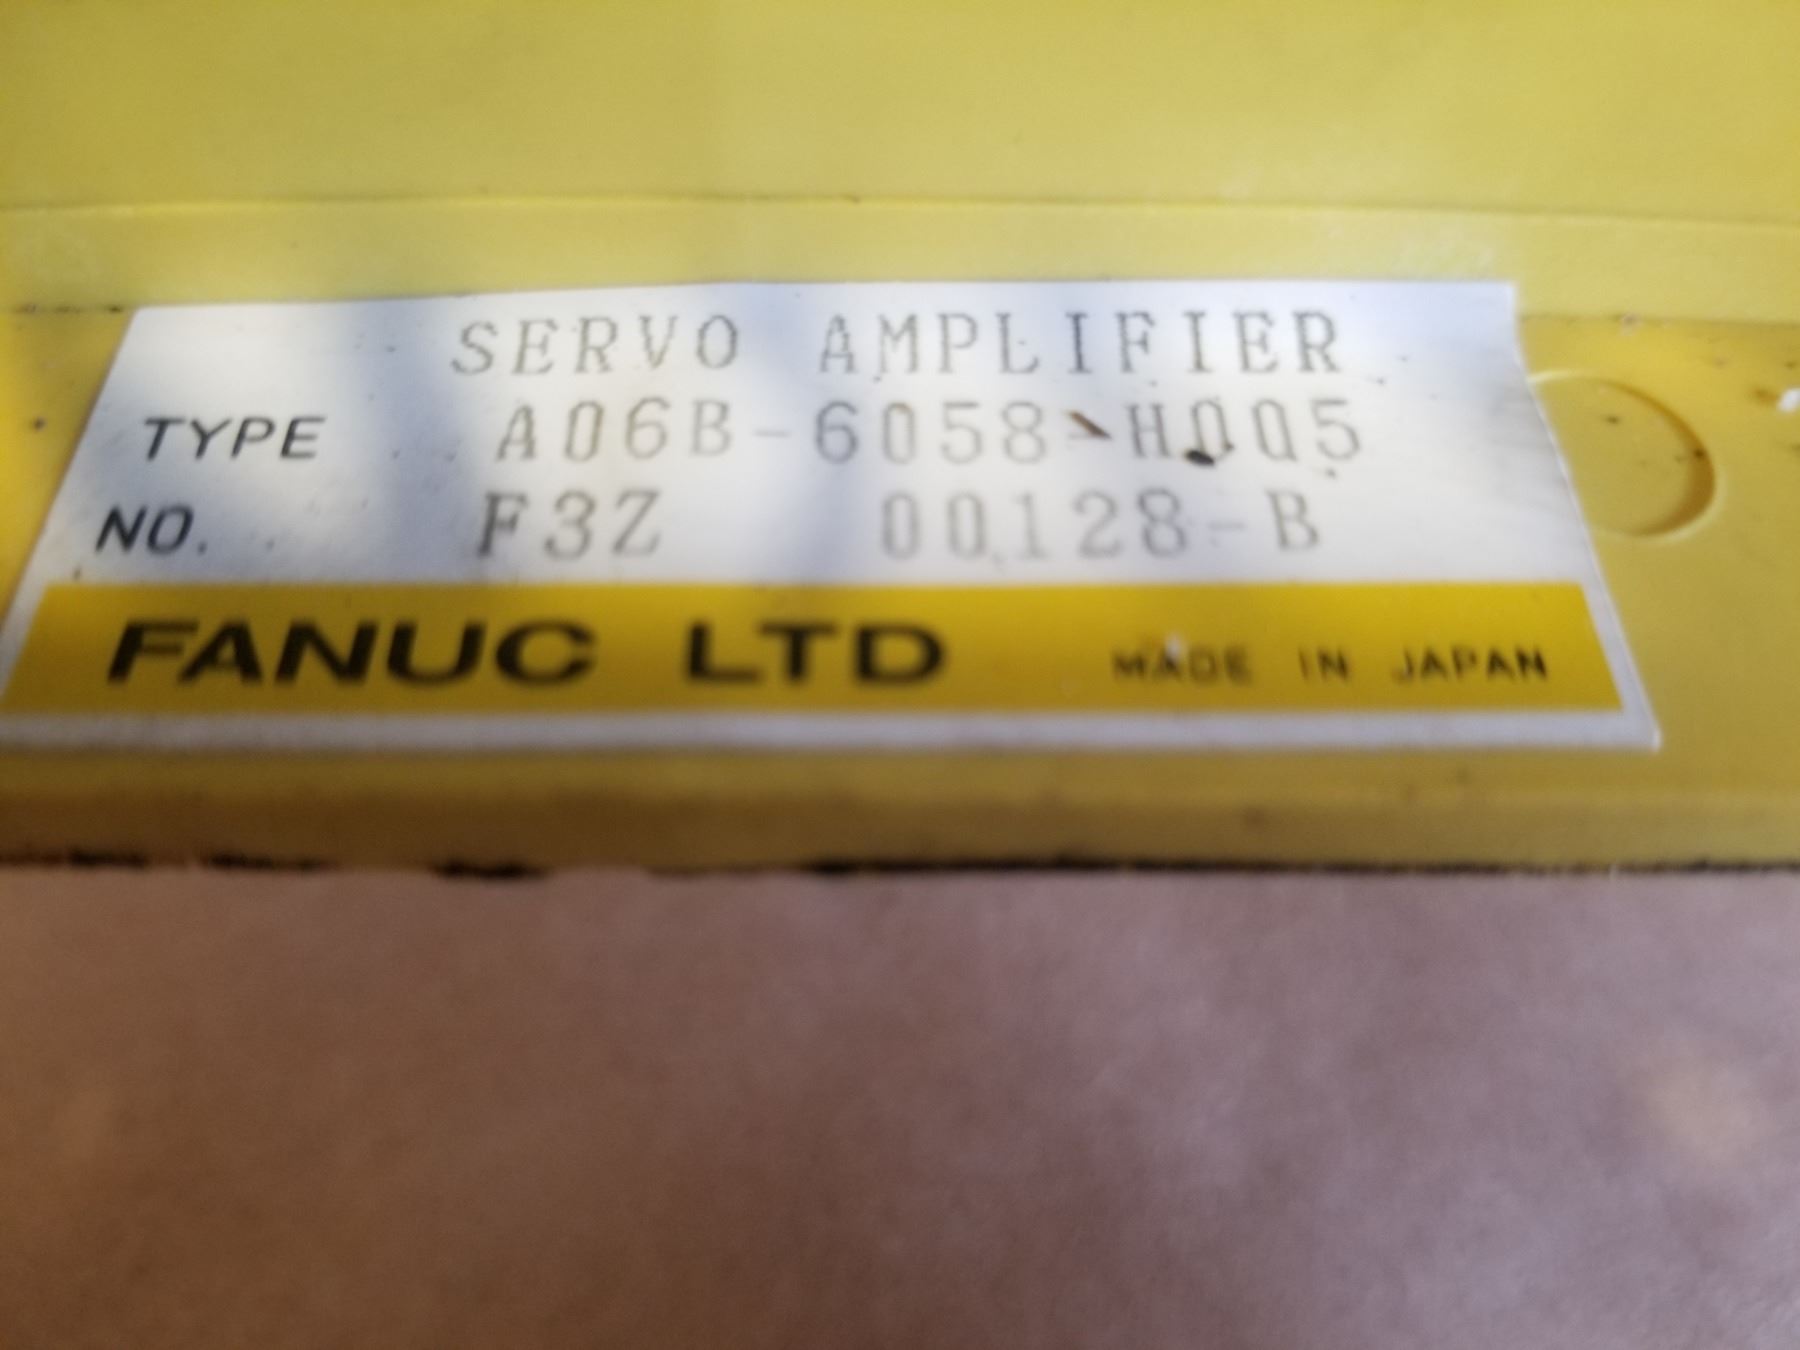 SERVO AMPLIFIER
TYPE A06B-6058-H005
NO. F3Z 00128-B
FANUC LTD MADE IN JAPAN